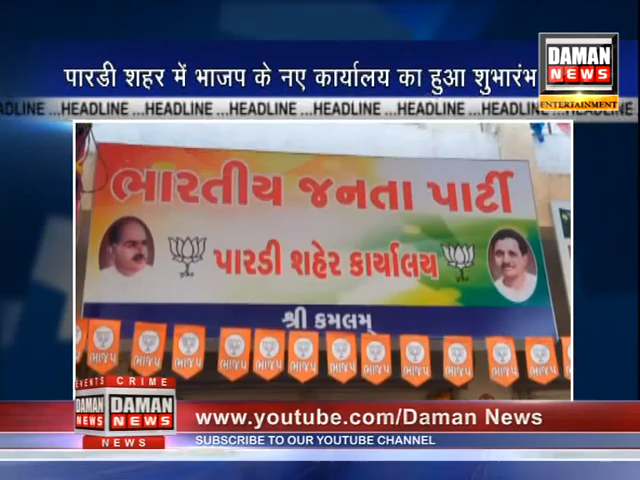 पारडी शहर में भाजप के नए कार्यालय का हुआ शुभारंभ
DAMAN
NEWS
ENTERTAINMENT
HEADLINE ...HEADLINE ...HEADLINE ...HEADLINE ...HEADLINE ...HEADLINE ...HEADLINE
ભારતીય જનતા પાર્ટી
પારડી શહેર કાર્યાલય
શ્રી કમલમ્
ભાજપ ભાજપ ભાજપ ભાજપ ભાજપ ભાજપ ભાજપ ભાજપ ભાજપ ભાજપ ભાજપ ભાજપ
EVENTS CRIME
DAMAN DAMAN
NEWS NEWS
NEWS
www.youtube.com/Daman News
SUBSCRIBE TO OUR YOUTUBE CHANNEL